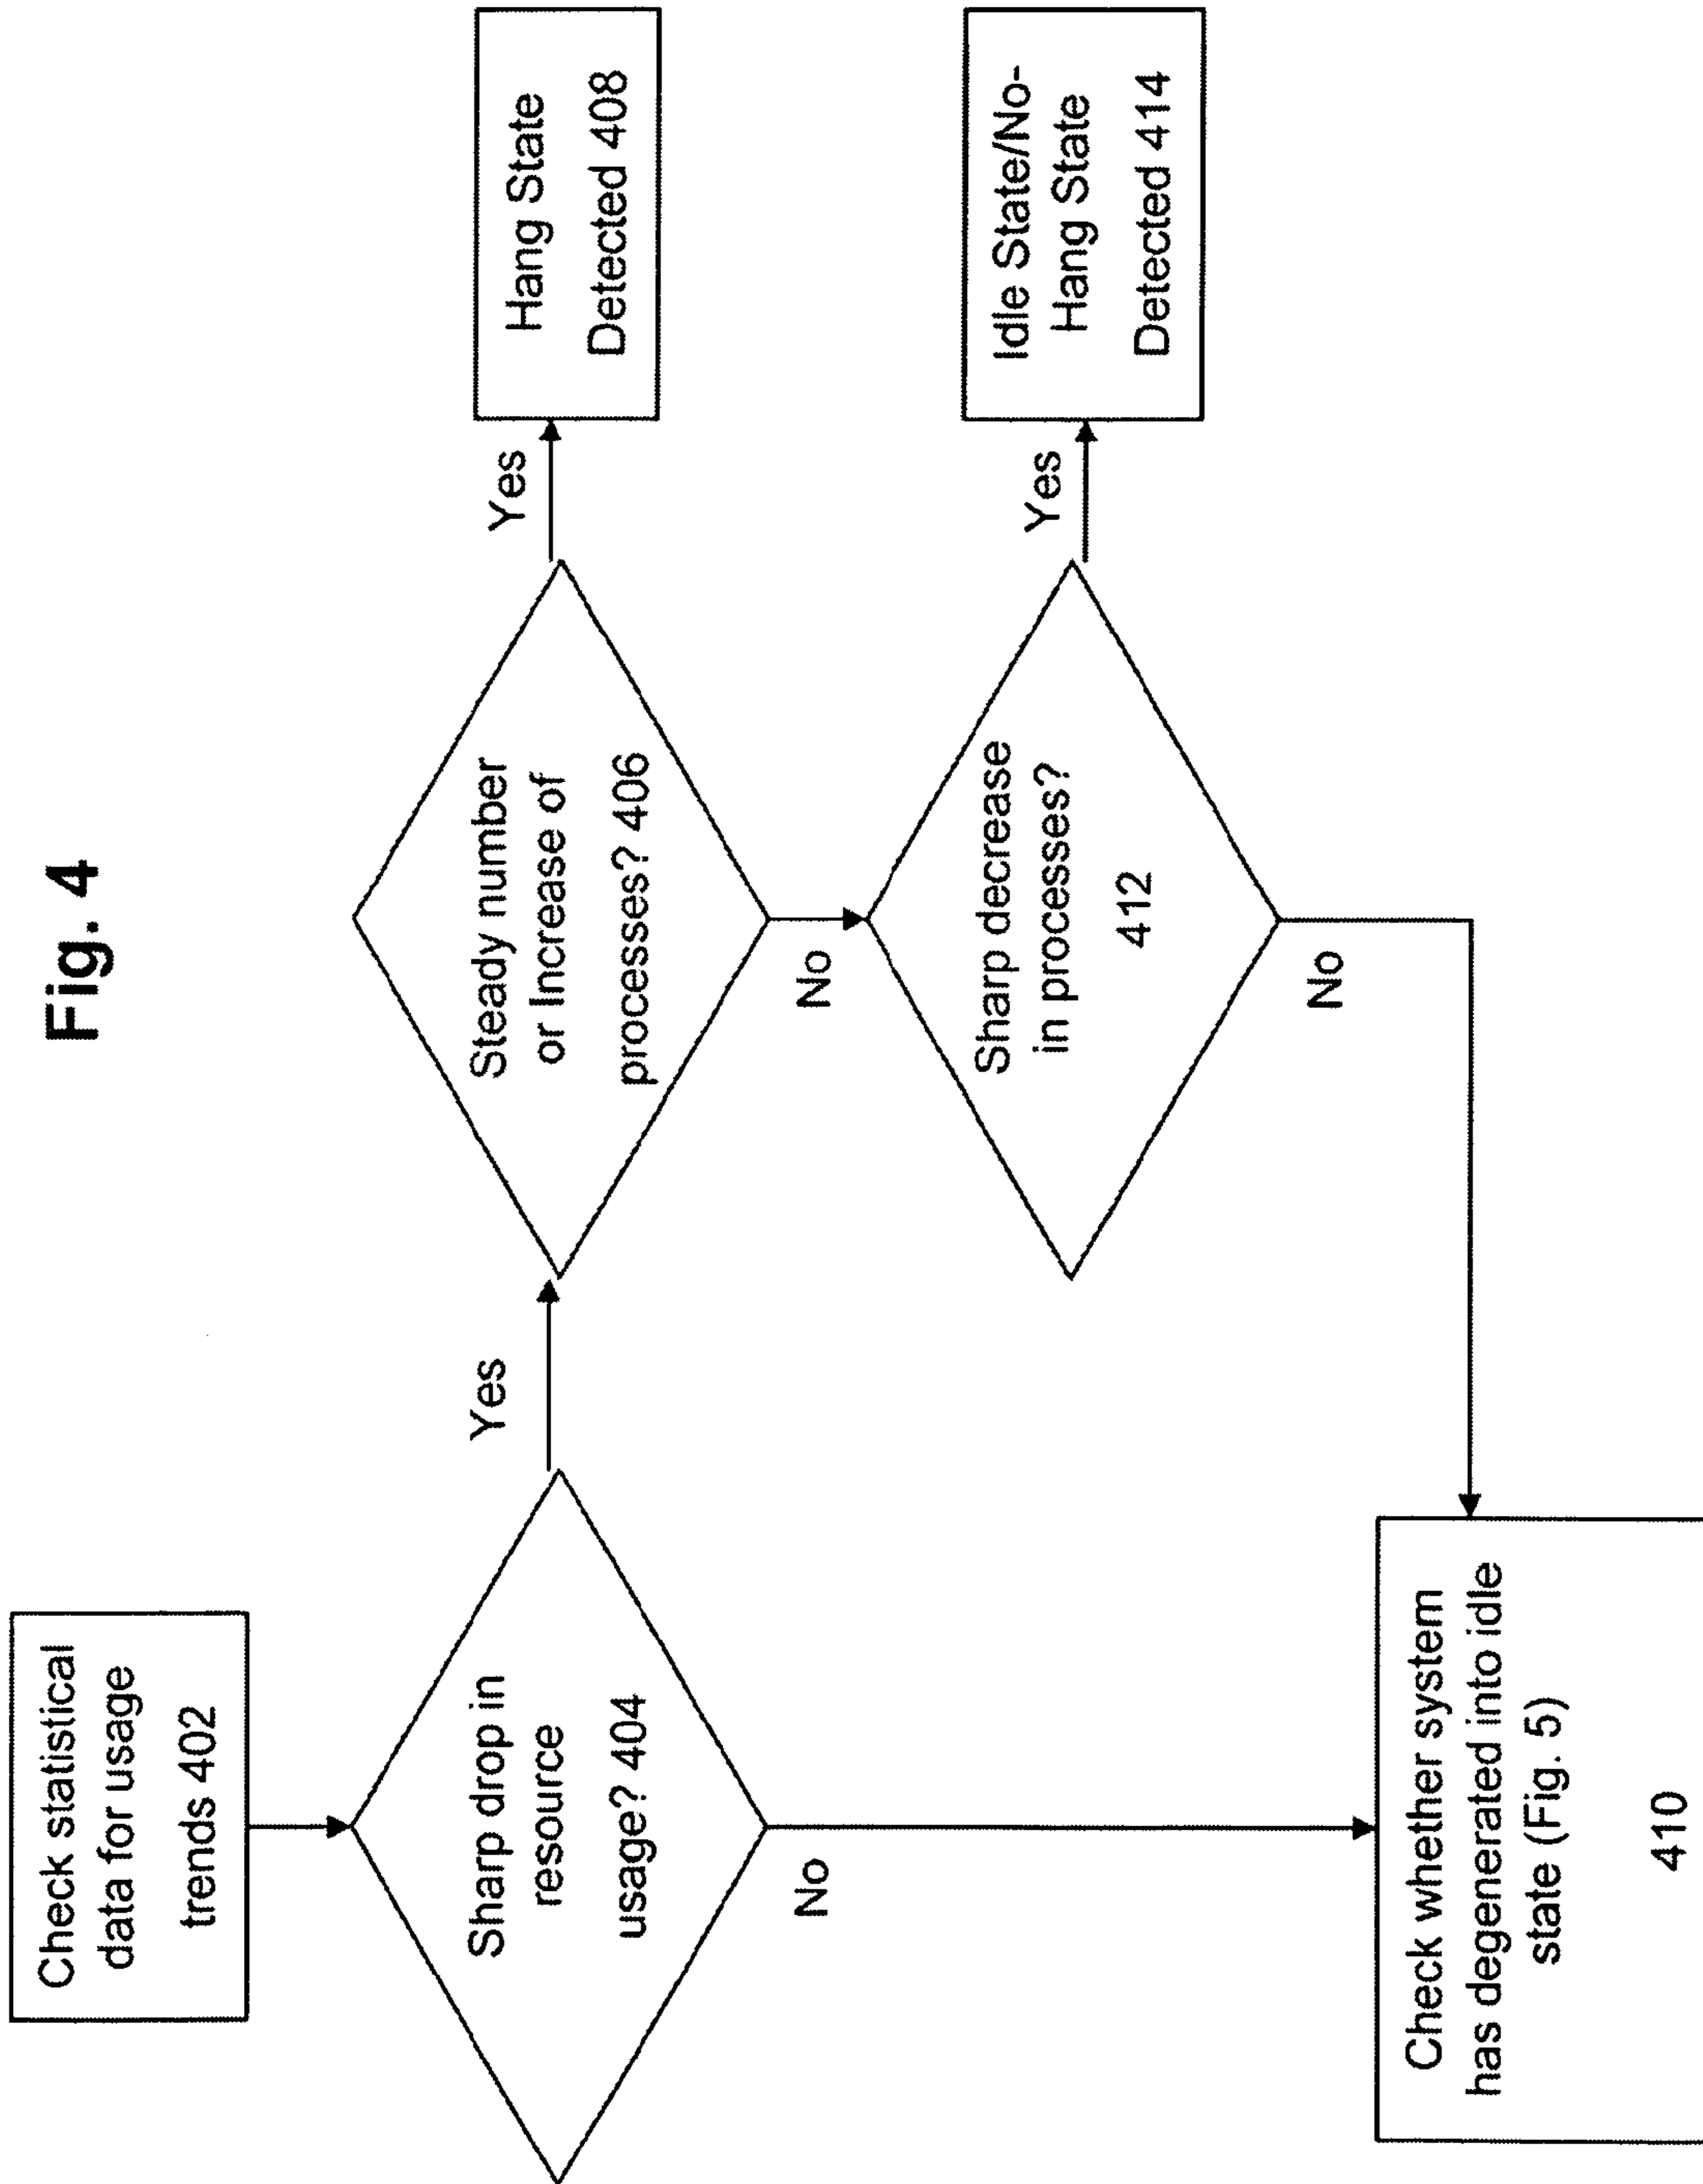 Fig. 4
Check statistical
data for usage
trends 402
Sharp drop in
resource
usage? 404
Yes
No
Steady number
or Increase of
processes? 406
Yes
No
Hang State
Detected 408
Sharp decrease
in processes?
412
Yes
No
Idle State/No-
Hang State
Detected 414
Check whether system
has degenerated into idle
state (Fig. 5)
410